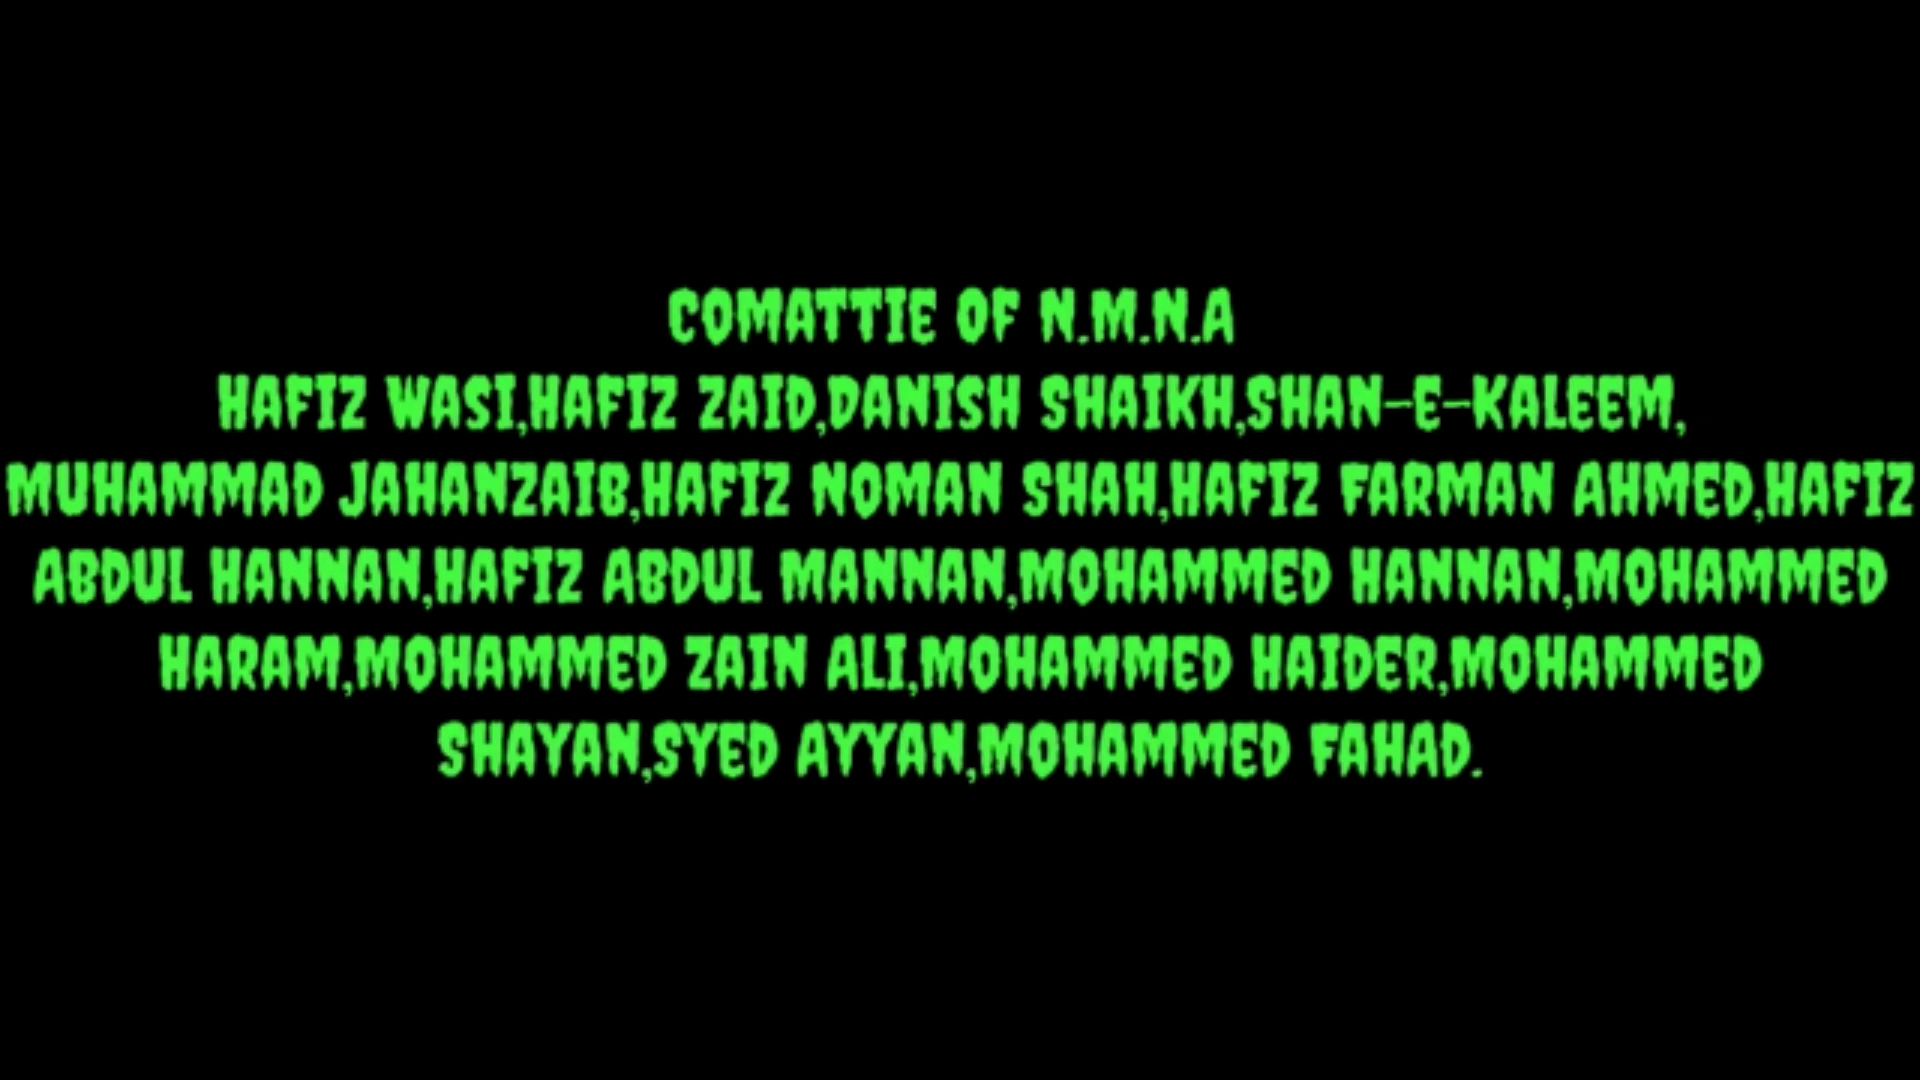 COMATTIE OF N.M.N.A
HAFIZ WASI,HAFIZ ZAID,DANISH SHAIKH,SHAN-E-KALEEM,
MUHAMMAD JAHANZAIB,HAFIZ NOMAN SHAH,HAFIZ FARMAN AHMED,HAFIZ
ABDUL HANNAN,HAFIZ ABDUL MANNAN,MOHAMMED HANNAN,MOHAMMED
HARAM,MOHAMMED ZAIN ALI,MOHAMMED HAIDER,MOHAMMED
SHAYAN,SYED AYYAN,MOHAMMED FAHAD.